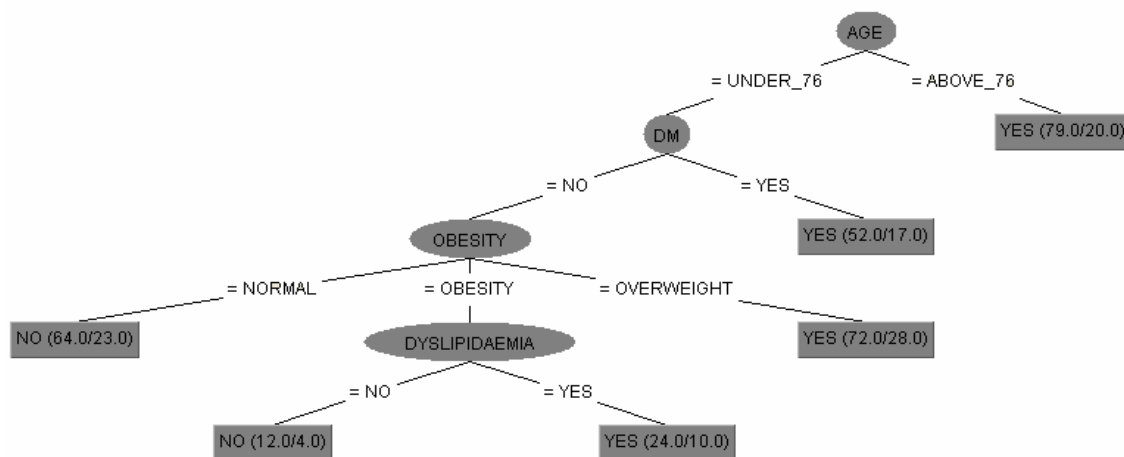 AGE
= UNDER_76
= ABOVE_76
DM
YES (79.0/20.0)
= NO
= YES
OBESITY
YES (52.0/17.0)
= NORMAL
= OBESITY
= OVERWEIGHT
NO (64.0/23.0)
DYSLIPIDAEMIA
YES (72.0/28.0)
= NO
= YES
NO (12.0/4.0)
YES (24.0/10.0)